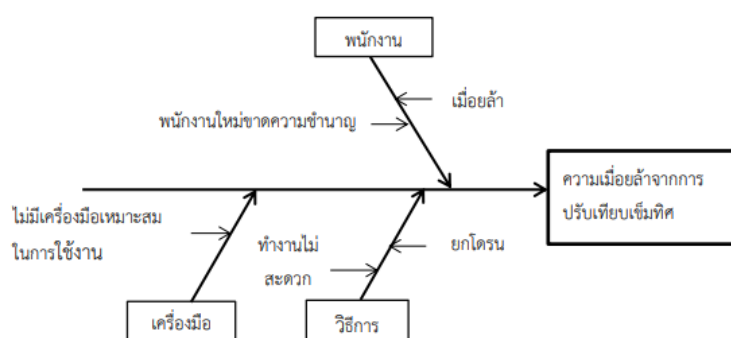 พนักงาน
เมื่อยล้า
พนักงานใหม่ขาดความชำนาญ
ความเมื่อยล้าจากการ
ปรับเทียบเข็มทิศ
ไม่มีเครื่องมือเหมาะสม
ในการใช้งาน
ทำงานไม่
สะดวก
ยกโดรน
เครื่องมือ
วิธีการ